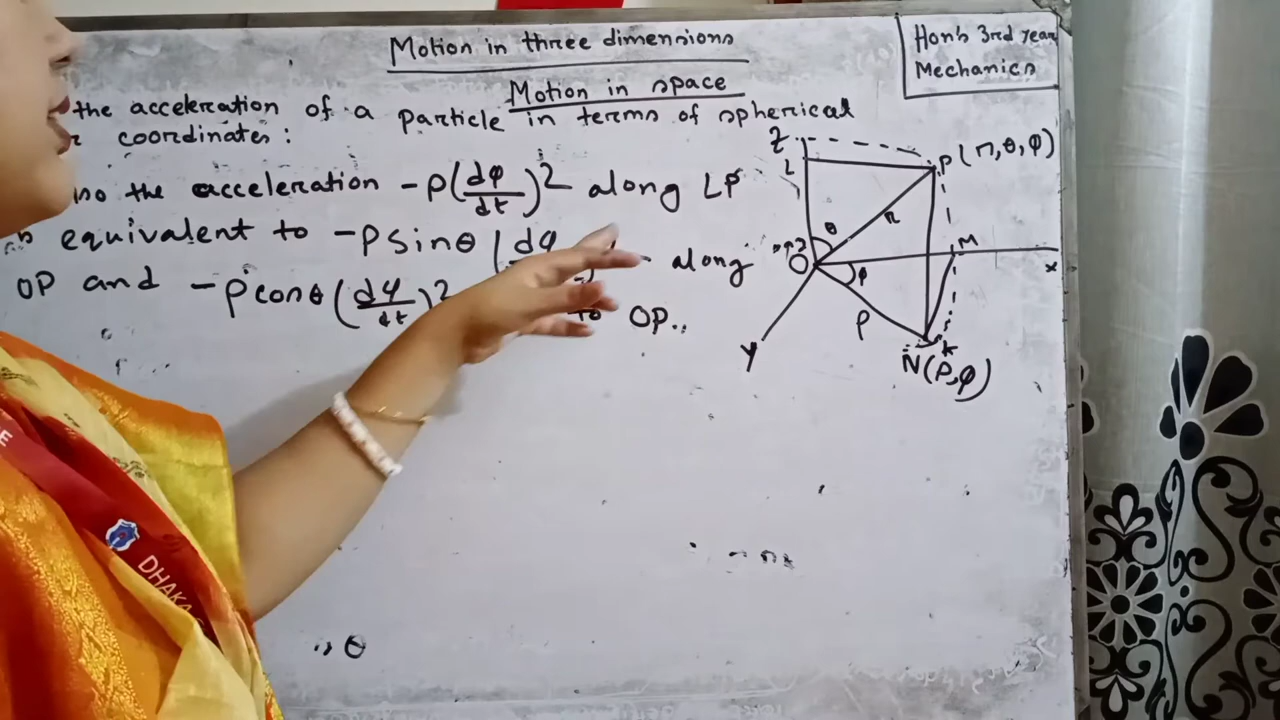 Motion in three dimensions
Hon's 3rd year
Mechanics
Motion in space
the acceleration of a particle in terms of spherical
coordinates:
the acceleration -ρ(dφ/dt)2 along LP
equivalent to -ρsinθ (dφ along
OP and -ρcosθ(dφ/dt)2 to OP.
Z
L
P(r,θ,φ)
θ
r
O
φ
M
x
ρ
Y
N(ρ,φ)
θ
DHAKA